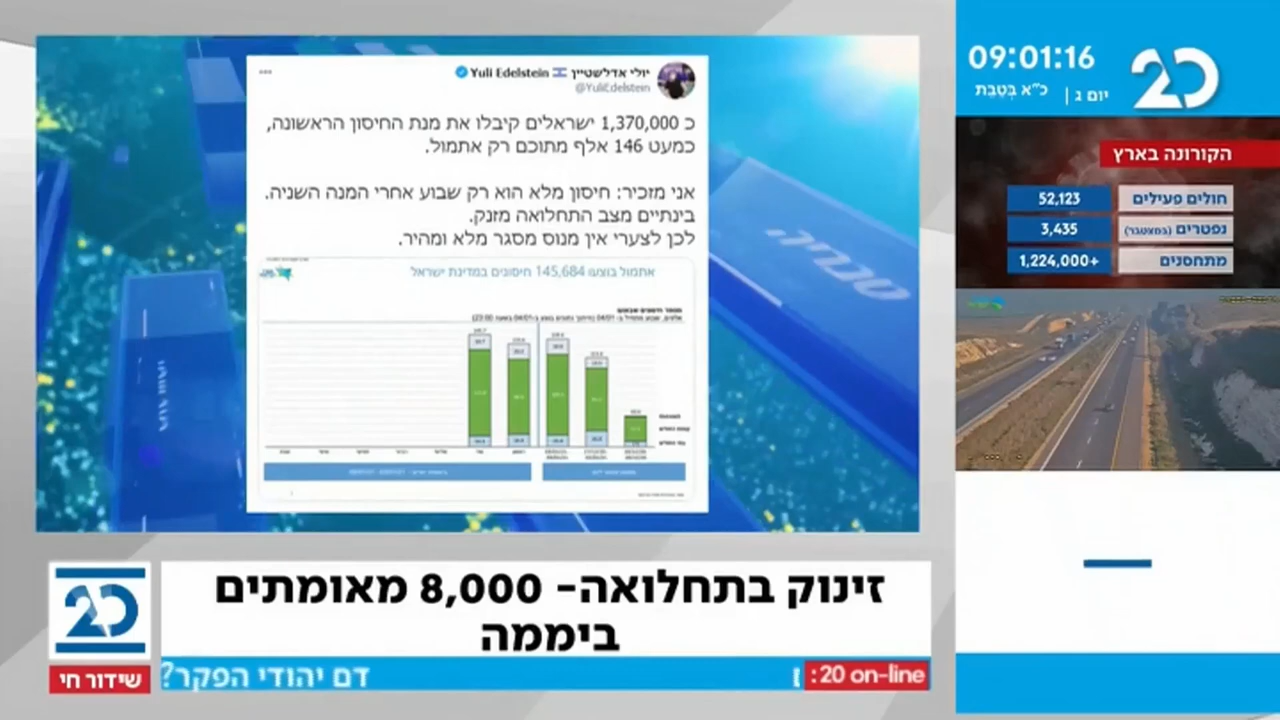 יולי אדלשטיין Yuli Edelstein
@YuliEdelstein
כ 1,370,000 ישראלים קיבלו את מנת החיסון הראשונה,
כמעט 146 אלף מתוכם רק אתמול.
אני מזכיר: חיסון מלא הוא רק שבוע אחרי המנה השניה.
בינתיים מצב התחלואה מזנק.
לכן לצערי אין מנוס מסגר מלא ומהיר.
אתמול בוצעו 145,684 חיסונים במדינת ישראל
09:01:16
יום ג | כ"א בְּטֵבֵת
20
הקורונה בארץ
חולים פעילים 52,123
נפטרים (במצטבר) 3,435
מתחסנים 1,224,000+
זינוק בתחלואה- 8,000 מאומתים
ביממה
20
שידור חי
20 on-line:
דם יהודי הפקר?